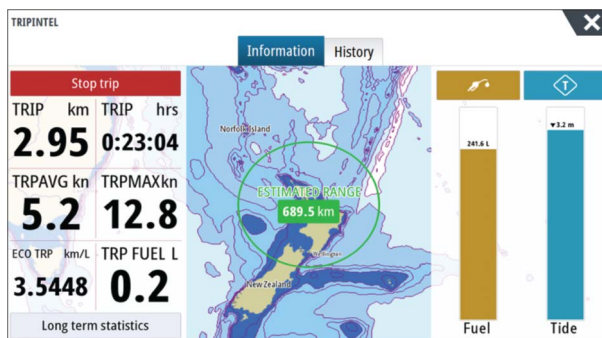 TRIPINTEL
Information
History
Stop trip
TRIP km
2.95
TRIP hrs
0:23:04
TRPAVG kn
5.2
TRPMAX kn
12.8
ECO TRP km/L
3.5448
TRP FUEL L
0.2
Long term statistics
Norfolk Island
ESTIMATED RANGE
689.5 km
Wellington
New Zealand
T
241.6 L
Fuel
▼3.2 m
Tide